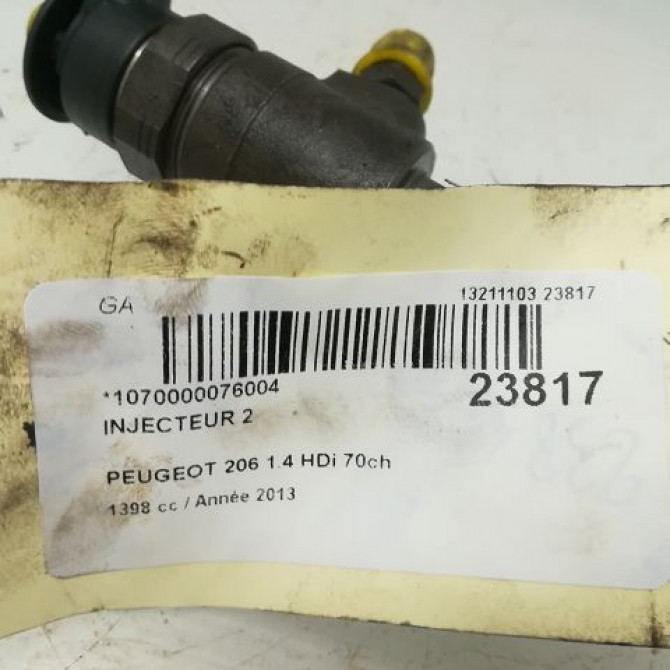 GA
13211103 23817
*1070000076004
23817
INJECTEUR 2
PEUGEOT 206 1.4 HDi 70ch
1398 cc / Année 2013